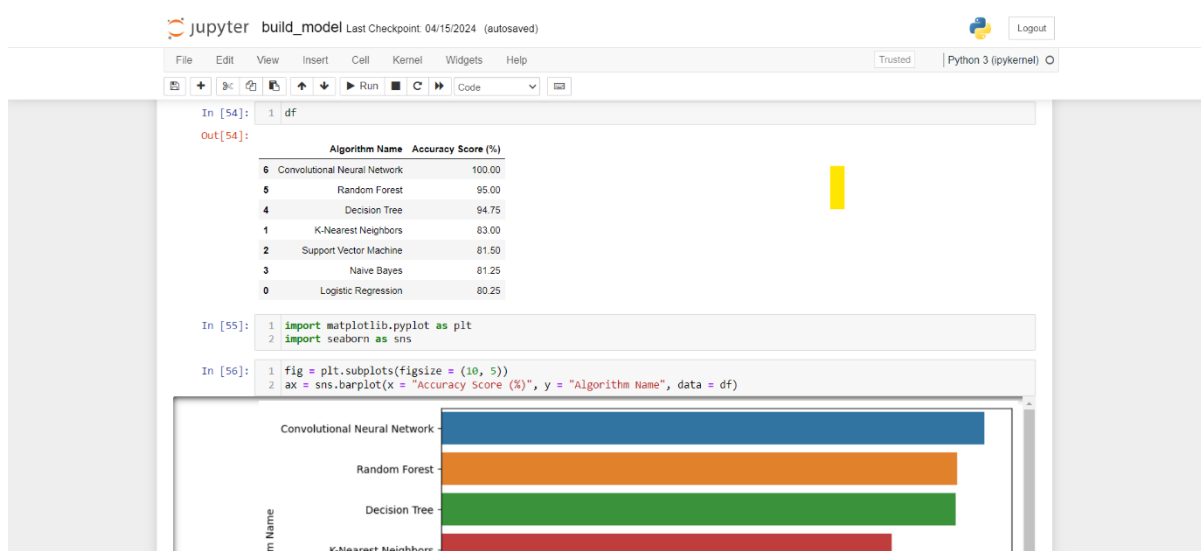 jupyter build_model Last Checkpoint: 04/15/2024 (autosaved)
Logout
File Edit View Insert Cell Kernel Widgets Help
Trusted Python 3 (ipykernel)
Run Code
In [54]: 1 df
Out[54]:
Algorithm Name Accuracy Score (%)
6 Convolutional Neural Network 100.00
5 Random Forest 95.00
4 Decision Tree 94.75
1 K-Nearest Neighbors 83.00
2 Support Vector Machine 81.50
3 Naive Bayes 81.25
0 Logistic Regression 80.25
In [55]: 1 import matplotlib.pyplot as plt
2 import seaborn as sns
In [56]: 1 fig = plt.subplots(figsize = (10, 5))
2 ax = sns.barplot(x = "Accuracy Score (%)", y = "Algorithm Name", data = df)
Convolutional Neural Network
Random Forest
Decision Tree
K-Nearest Neighbors
m Name